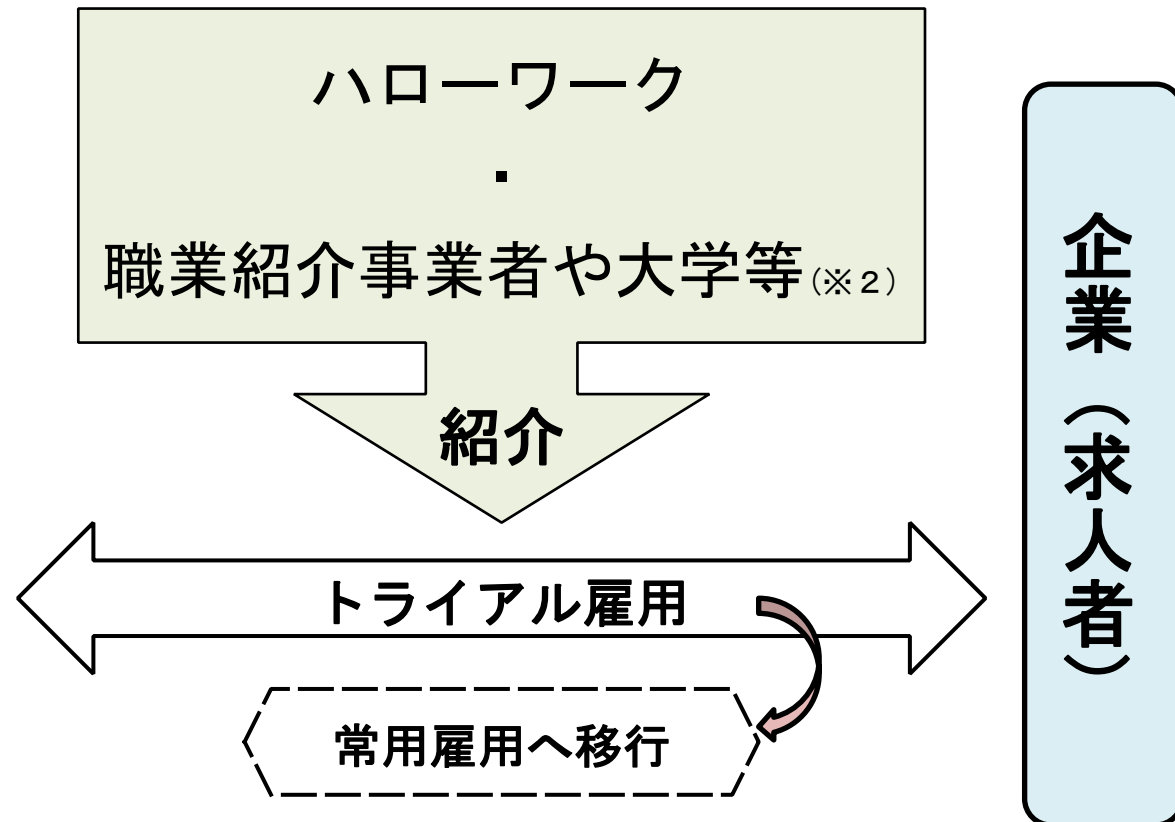 ハローワーク
・
職業紹介事業者や大学等(※2)
紹介
トライアル雇用
常用雇用へ移行
企業(求人者)